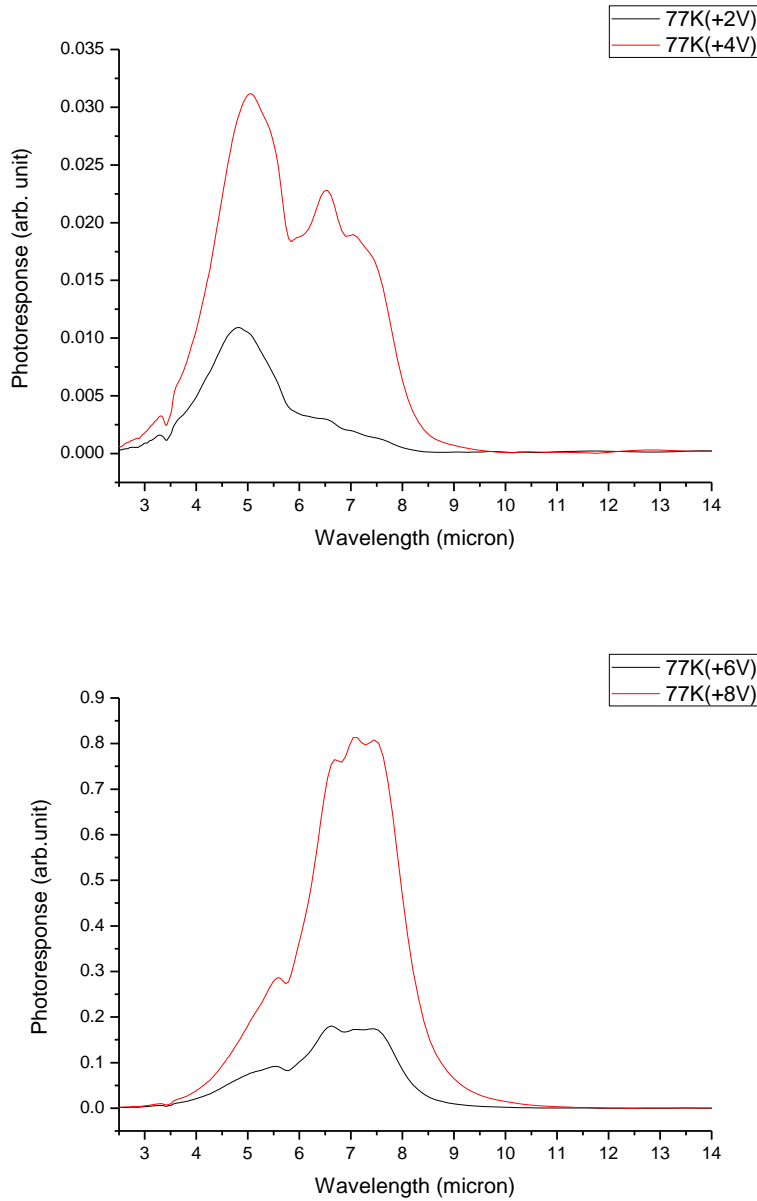 77K(+2V)
77K(+4V)
0.035
0.030
0.025
0.020
0.015
0.010
0.005
0.000
Photoresponse (arb. unit)
3 4 5 6 7 8 9 10 11 12 13 14
Wavelength (micron)
77K(+6V)
77K(+8V)
0.9
0.8
0.7
0.6
0.5
0.4
0.3
0.2
0.1
0.0
Photoresponse (arb.unit)
3 4 5 6 7 8 9 10 11 12 13 14
Wavelength (micron)